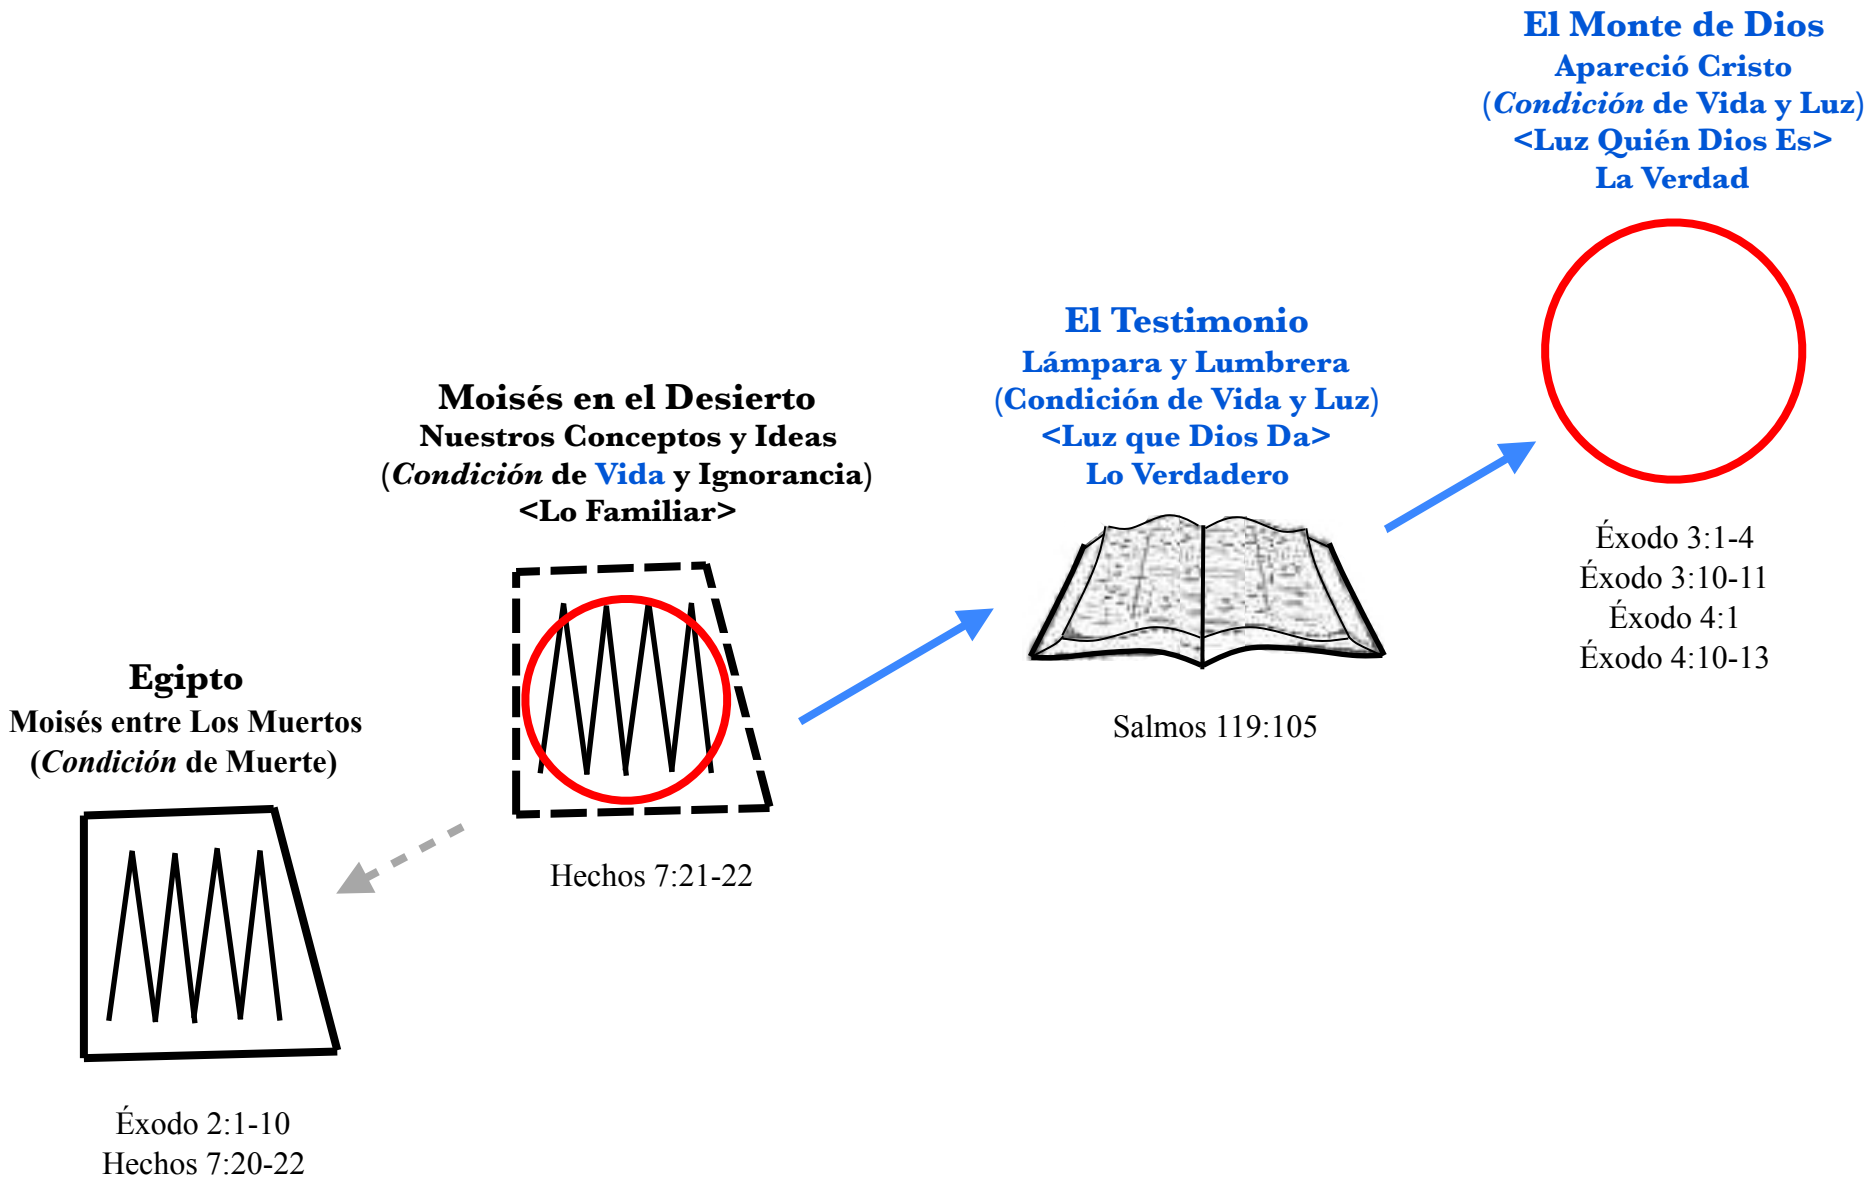 El Monte de Dios
Apareció Cristo
(Condición de Vida y Luz)
<Luz Quién Dios Es>
La Verdad
Éxodo 3:1-4
Éxodo 3:10-11
Éxodo 4:1
Éxodo 4:10-13
El Testimonio
Lámpara y Lumbrera
(Condición de Vida y Luz)
<Luz que Dios Da>
Lo Verdadero
Salmos 119:105
Moisés en el Desierto
Nuestros Conceptos y Ideas
(Condición de Vida y Ignorancia)
<Lo Familiar>
Hechos 7:21-22
Egipto
Moisés entre Los Muertos
(Condición de Muerte)
Éxodo 2:1-10
Hechos 7:20-22